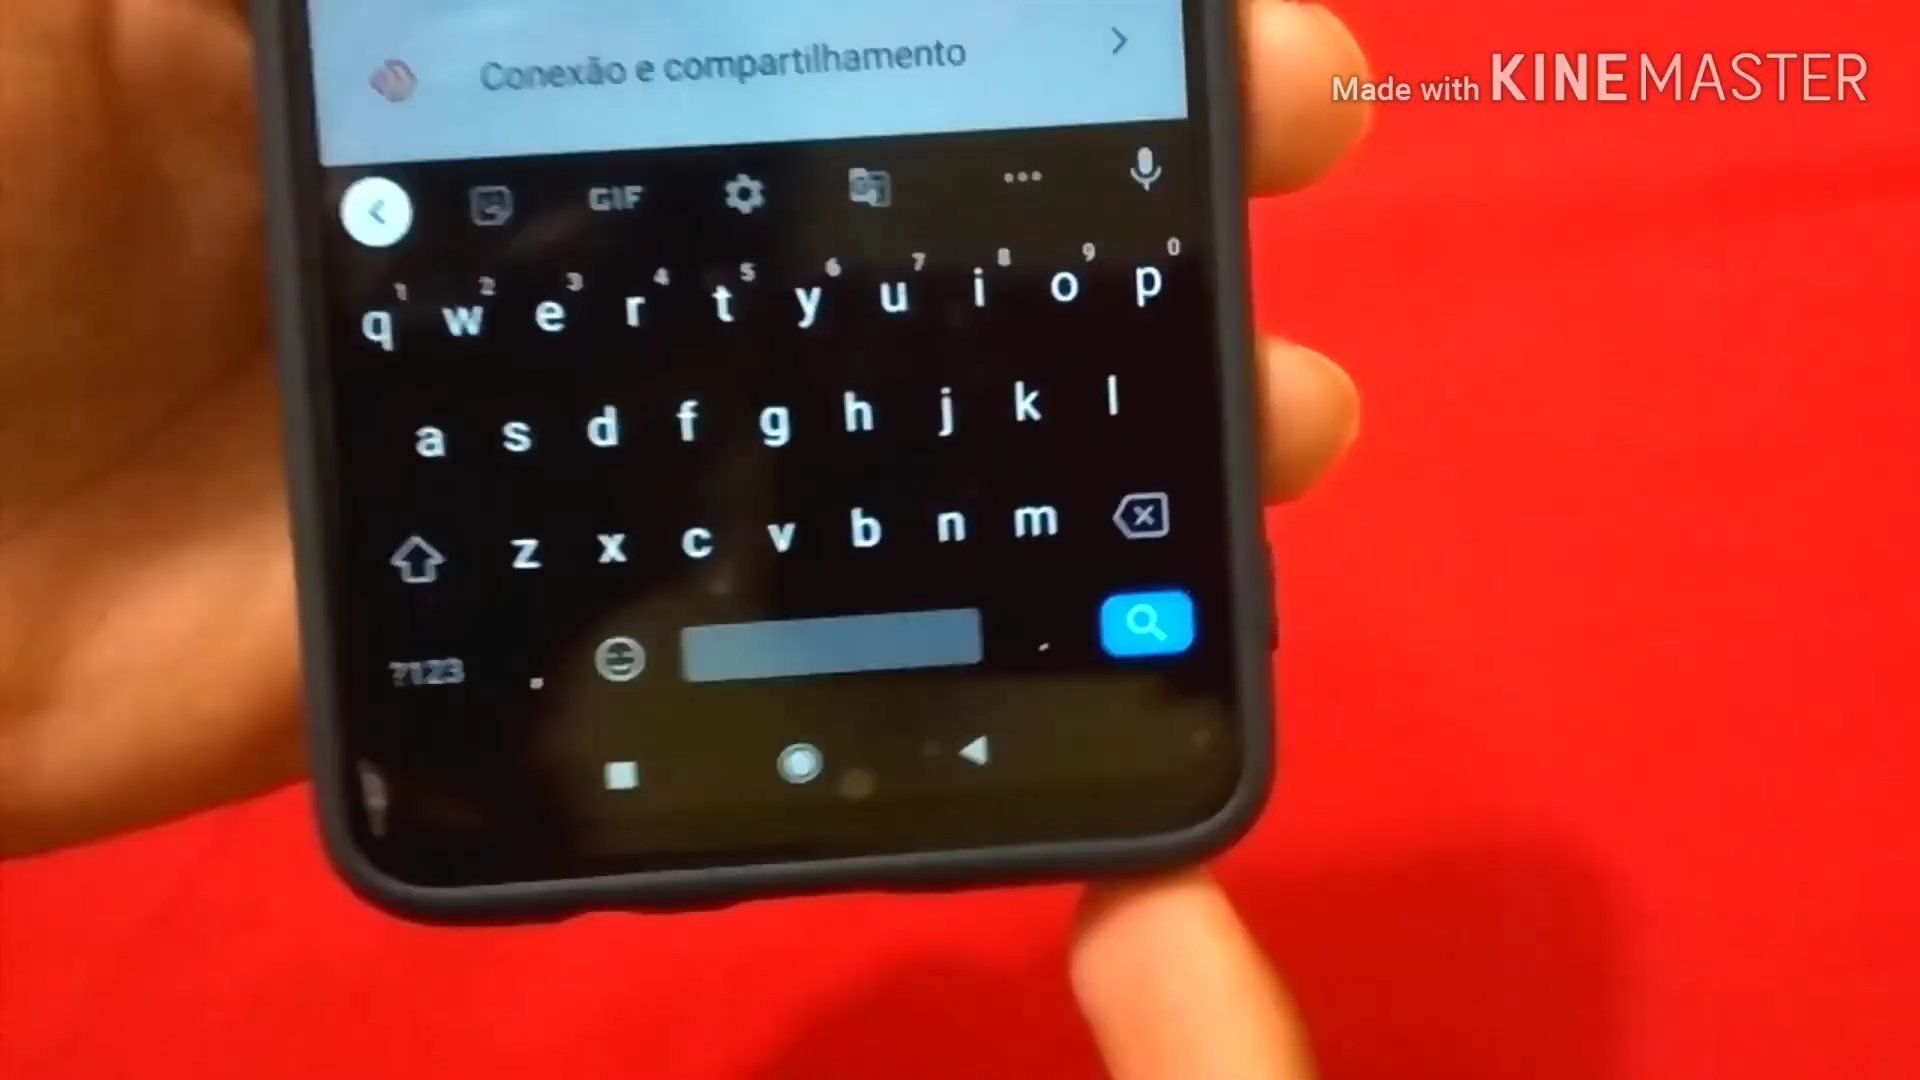 Conexão e compartilhamento
Made with KINEMASTER
GIF
1 2 3 4 5 6 7 8 9 0
q w e r t y u i o p
a s d f g h j k l
z x c v b n m
?123 , .